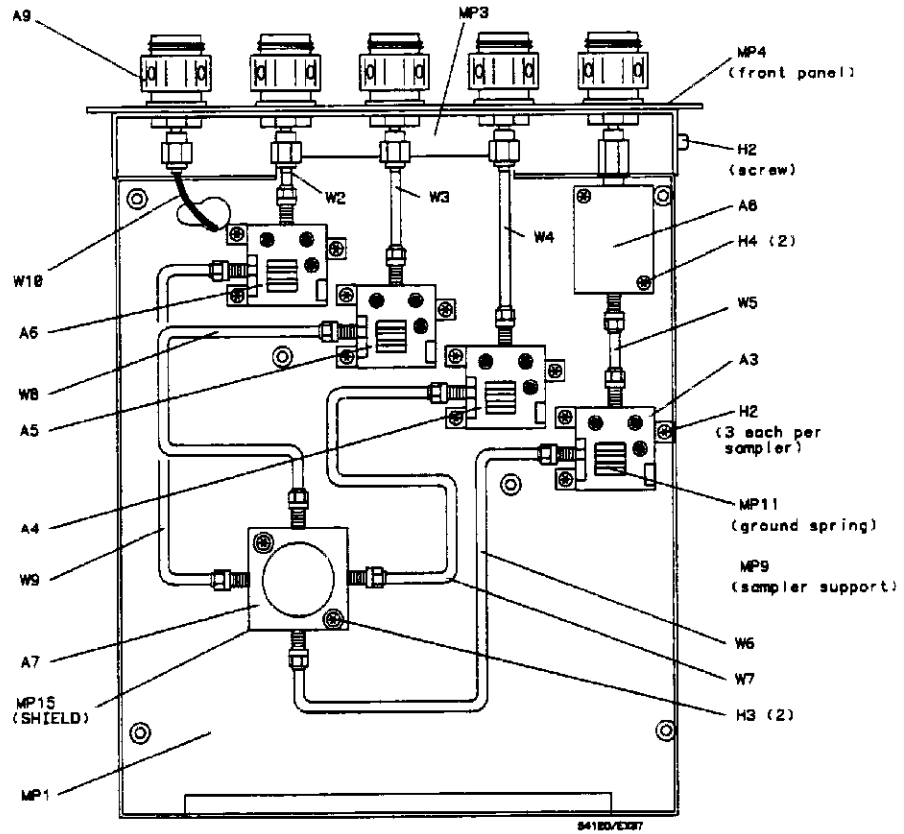 A9
MP3
MP4
(front panel)
H2
(screw)
W2
W3
A8
W4
H4 (2)
W10
A6
W5
W8
A3
A5
H2
(3 each per
sampler)
A4
MP11
(ground spring)
W9
MP9
(sampler support)
A7
W6
W7
MP15
(SHIELD)
H3 (2)
MP1
54120/EX07